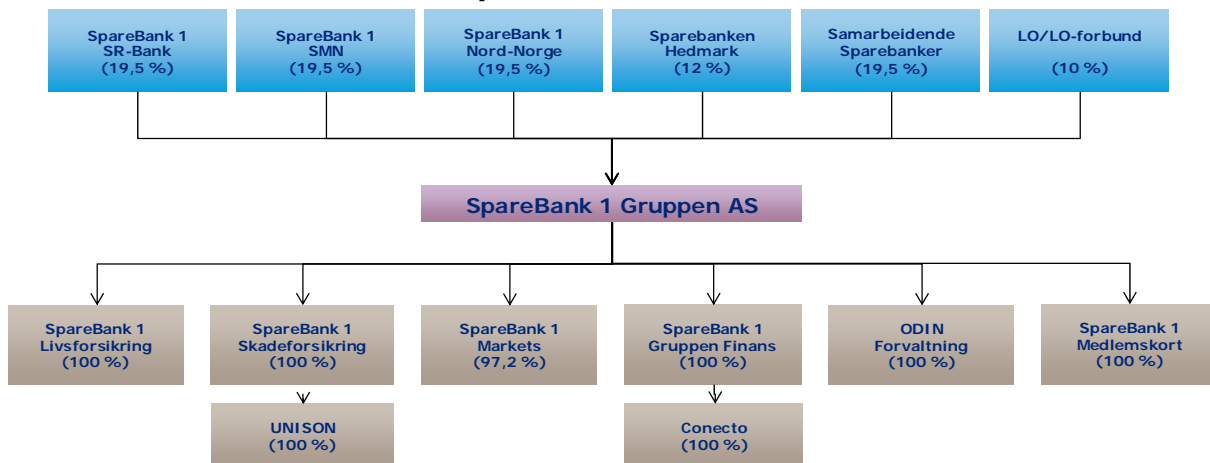 SpareBank 1
SR-Bank
(19,5 %)
SpareBank 1
SMN
(19,5 %)
SpareBank 1
Nord-Norge
(19,5 %)
Sparebanken
Hedmark
(12 %)
Samarbeidende
Sparebanker
(19,5 %)
LO/LO-forbund
(10 %)
SpareBank 1 Gruppen AS
SpareBank 1
Livsforsikring
(100 %)
SpareBank 1
Skadeforsikring
(100 %)
SpareBank 1
Markets
(97,2 %)
SpareBank 1
Gruppen Finans
(100 %)
ODIN
Forvaltning
(100 %)
SpareBank 1
Medlemskort
(100 %)
UNISON
(100 %)
Conecto
(100 %)